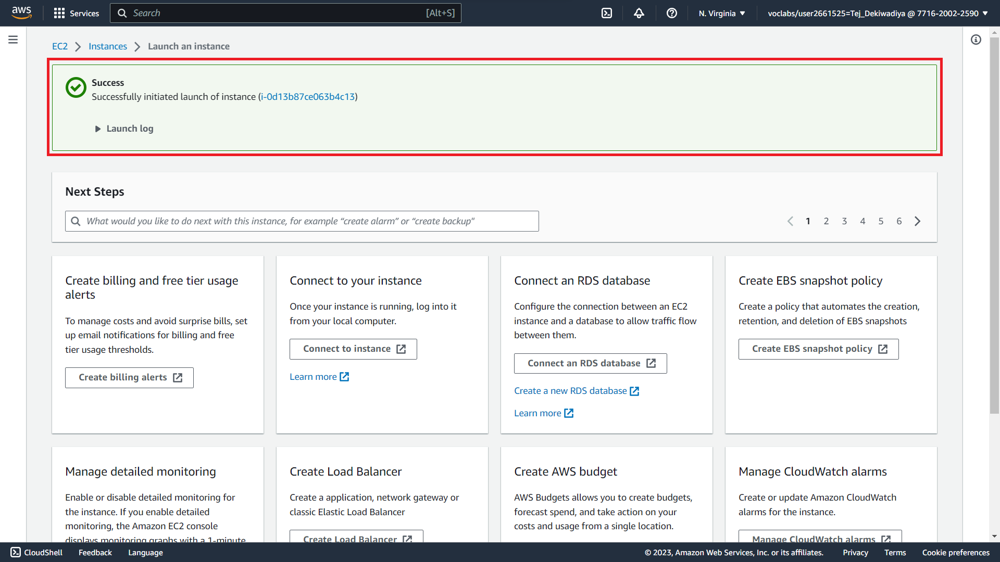 aws
Services
Search
[Alt+S]
N. Virginia
voclabs/user2661525=Tej_Dekiwadiya @ 7716-2002-2590
EC2
Instances
Launch an instance
Success
Successfully initiated launch of instance (i-0d13b87ce063b4c13)
Launch log
Next Steps
What would you like to do next with this instance, for example “create alarm” or “create backup”
1 2 3 4 5 6
Create billing and free tier usage
alerts
To manage costs and avoid surprise bills, set
up email notifications for billing and free
tier usage thresholds.
Create billing alerts
Connect to your instance
Once your instance is running, log into it
from your local computer.
Connect to instance
Learn more
Connect an RDS database
Configure the connection between an EC2
instance and a database to allow traffic flow
between them.
Connect an RDS database
Create a new RDS database
Learn more
Create EBS snapshot policy
Create a policy that automates the creation,
retention, and deletion of EBS snapshots
Create EBS snapshot policy
Manage detailed monitoring
Enable or disable detailed monitoring for
the instance. If you enable detailed
monitoring, the Amazon EC2 console
displays monitoring graphs with a 1-minute
Create Load Balancer
Create a application, network gateway or
classic Elastic Load Balancer
Create Load Balancer
Create AWS budget
AWS Budgets allows you to create budgets,
forecast spend, and take action on your
costs and usage from a single location.
Manage CloudWatch alarms
Create or update Amazon CloudWatch
alarms for the instance.
Manage CloudWatch alarms
CloudShell
Feedback
Language
© 2023, Amazon Web Services, Inc. or its affiliates.
Privacy
Terms
Cookie preferences